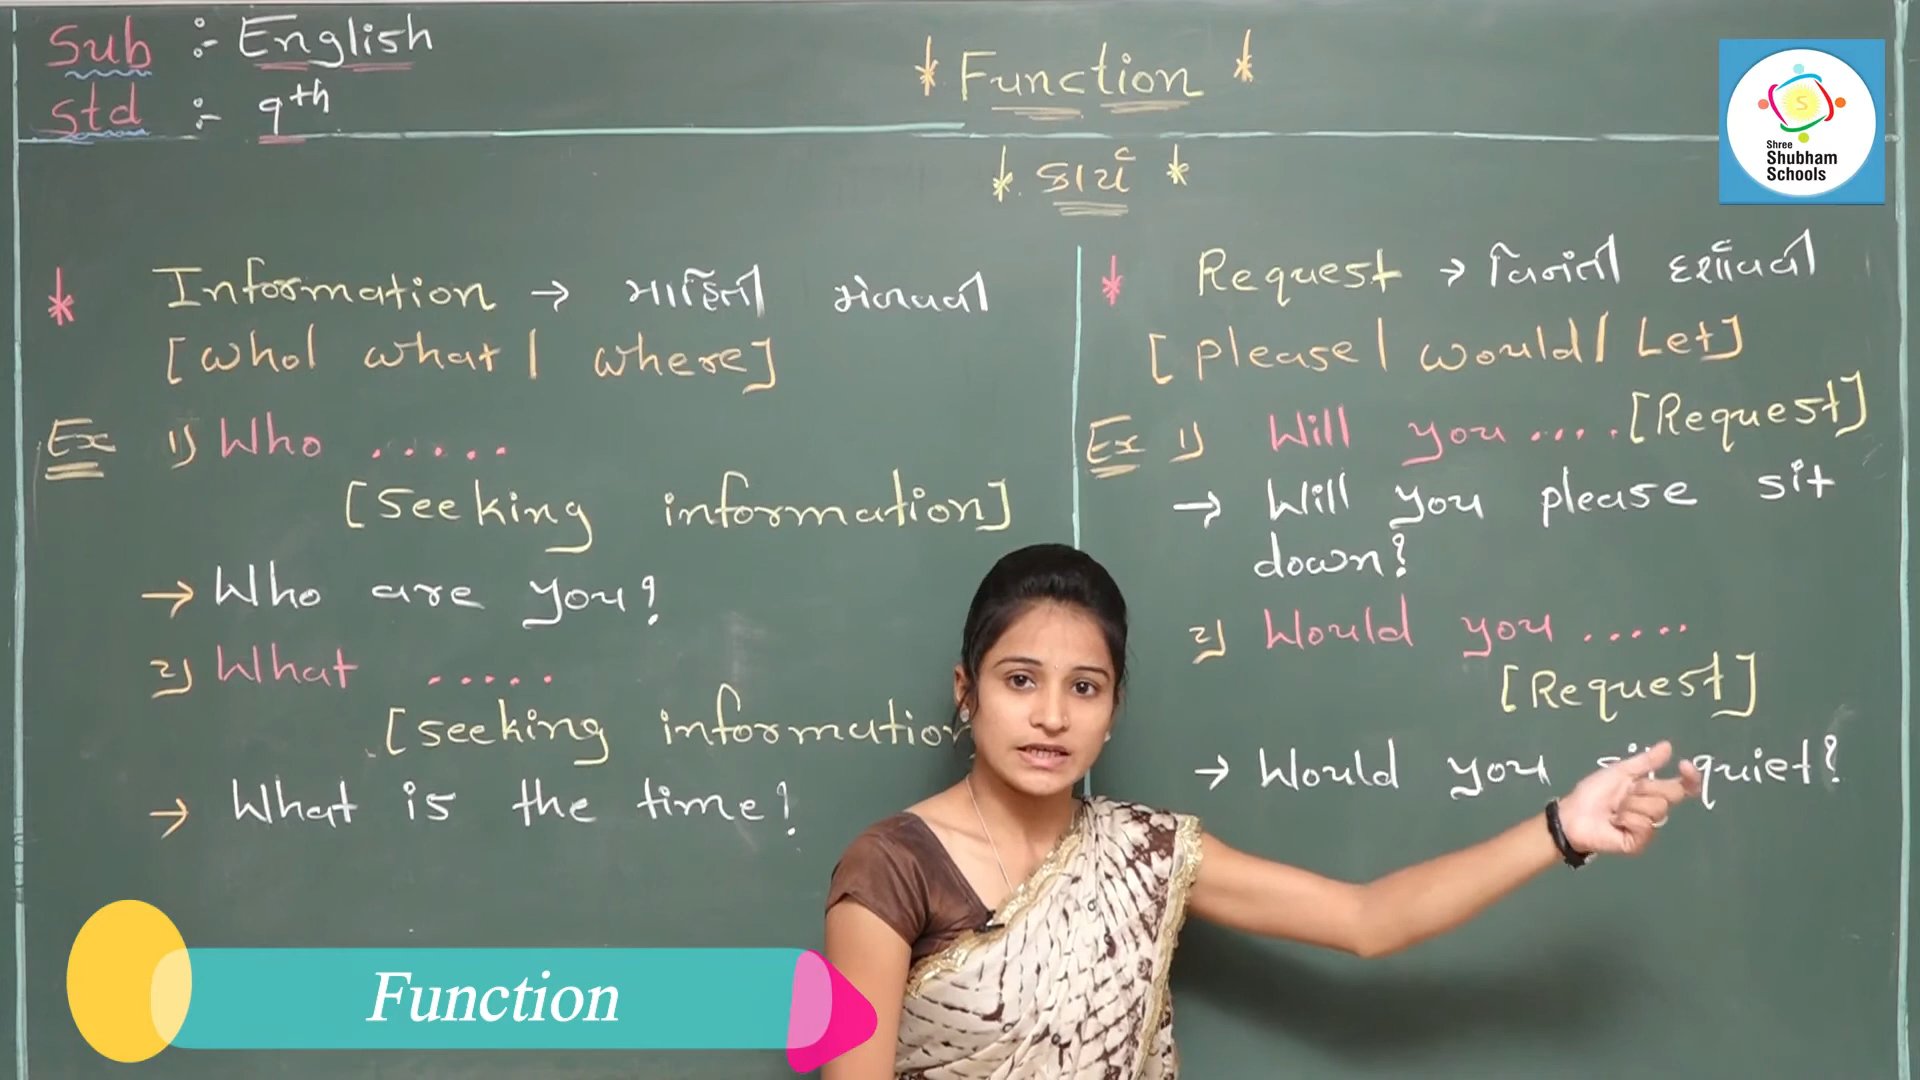 Sub :- English
Std :- 9th
* Function *
* કાર્ય *
Shree
Shubham
Schools
* Information → માહિતી મેળવવી
[Who| what | where]
Ex 1) Who .....
[Seeking information]
→ Who are you?
2) What .....
[Seeking information
→ What is the time?
* Request → વિનંતી દર્શાવવી
[please | would / Let]
Ex 1) Will you .... [Request]
→ Will you please sit
down?
2) Would you .....
[Request]
→ Would you quiet?
Function